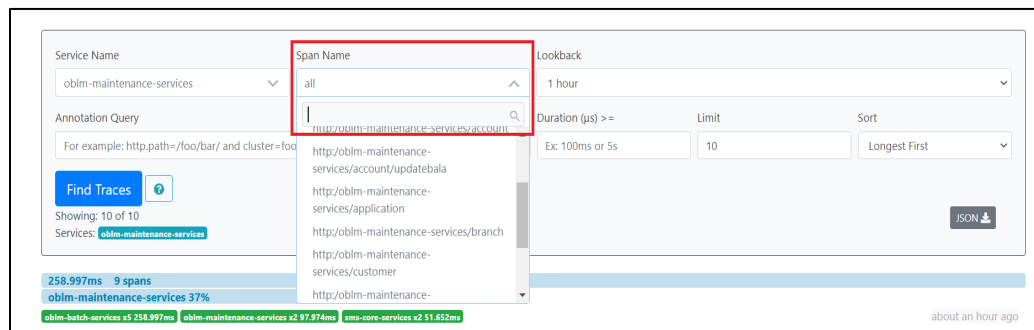 Service Name
Span Name
Lookback
oblm-maintenance-services
all
1 hour
Annotation Query
Duration (µs) >=
Limit
Sort
For example: http.path=/foo/bar/ and cluster=foo
http:/oblm-maintenance-services/account
Ex: 100ms or 5s
10
Longest First
http:/oblm-maintenance-
services/account/updatebala
http:/oblm-maintenance-
services/application
http:/oblm-maintenance-services/branch
http:/oblm-maintenance-
services/customer
http:/oblm-maintenance-
Find Traces
?
Showing: 10 of 10
Services: oblm-maintenance-services
JSON
258.997ms 9 spans
oblm-maintenance-services 37%
oblm-batch-services x5 258.997ms oblm-maintenance-services x2 97.974ms sms-core-services x2 51.652ms
about an hour ago